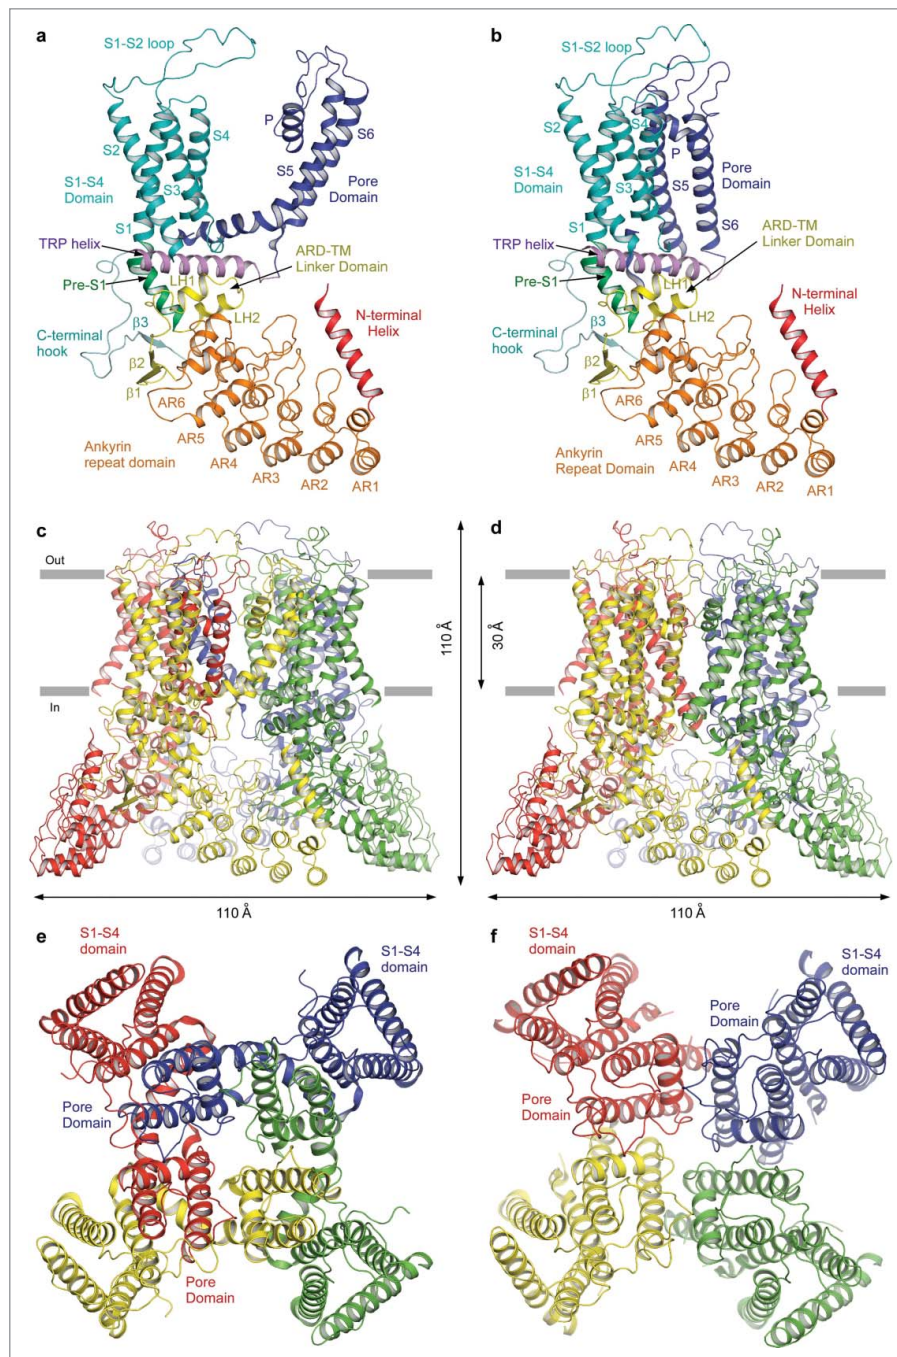 a
S1-S2 loop
S4
P
S6
S2
S5
S3
Pore
Domain
S1-S4
Domain
S1
TRP helix
ARD-TM
Linker Domain
Pre-S1
LH1
LH2
N-terminal
Helix
β3
C-terminal
hook
β2
β1
AR6
AR5
Ankyrin
repeat domain
AR4
AR3
AR2
AR1
b
S1-S2 loop
S4
S2
P
S1-S4
Domain
S3
S5
Pore
Domain
S1
S6
TRP helix
ARD-TM
Linker Domain
Pre-S1
LH1
LH2
N-terminal
Helix
β3
C-terminal
hook
β2
β1
AR6
AR5
Ankyrin
Repeat Domain
AR4
AR3
AR2
AR1
c
Out
In
110 Å
110 Å
d
30 Å
110 Å
e
S1-S4
domain
S1-S4
domain
Pore
Domain
Pore
Domain
f
S1-S4
domain
S1-S4
domain
Pore
Domain
Pore
Domain